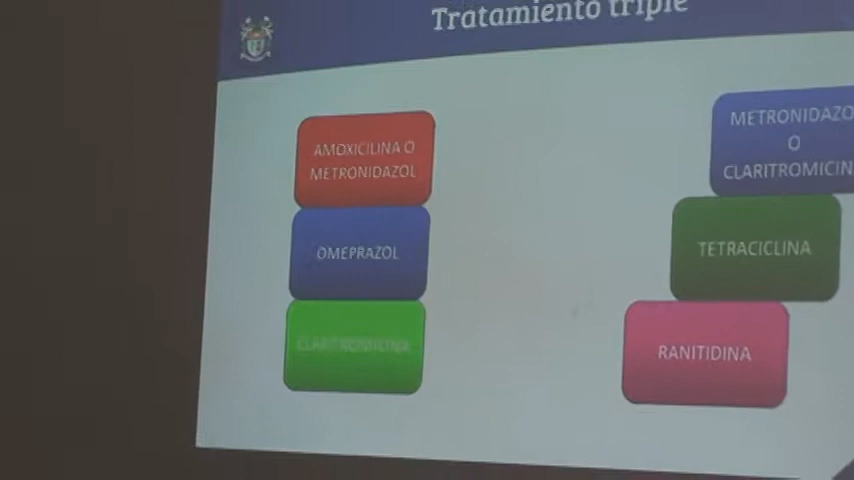 Tratamiento triple
AMOXICILINA O
METRONIDAZOL
OMEPRAZOL
METRONIDAZO
O
CLARITROMICIN
TETRACICLINA
RANITIDINA